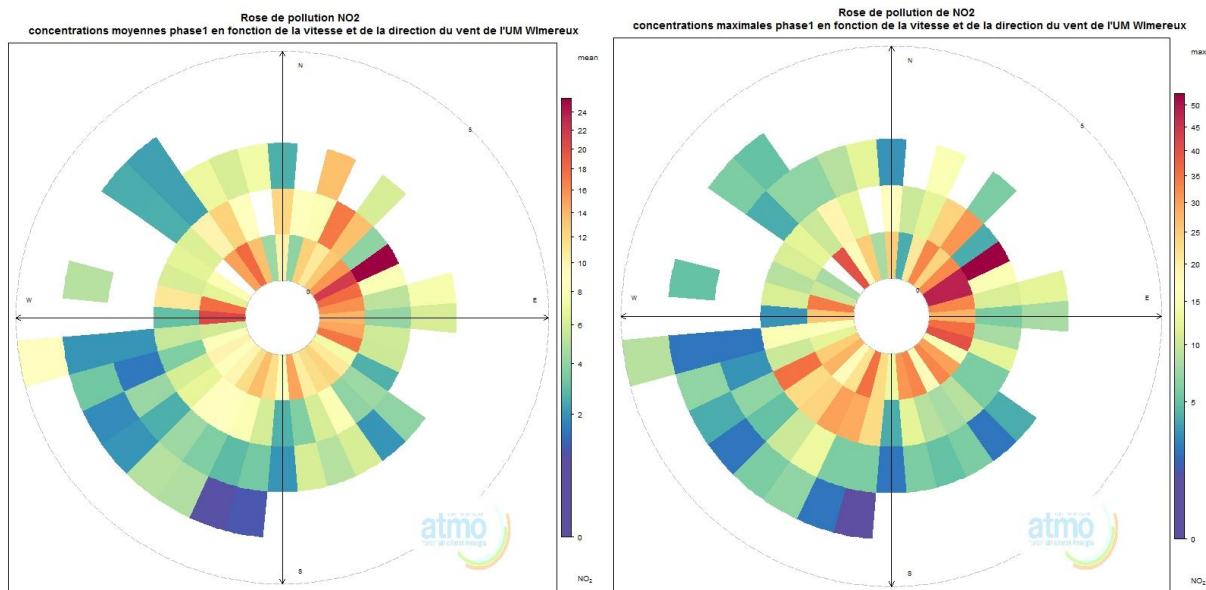 Rose de pollution NO2
concentrations moyennes phase1 en fonction de la vitesse et de la direction du vent de l'UM WImereux
mean
N
S
24
22
20
18
16
14
12
10
8
6
4
2
0
W
0
E
S
atmo
NO2
Rose de pollution de NO2
concentrations maximales phase1 en fonction de la vitesse et de la direction du vent de l'UM WImereux
max
N
S
50
45
40
35
30
25
20
15
10
5
0
W
0
E
S
atmo
NO2